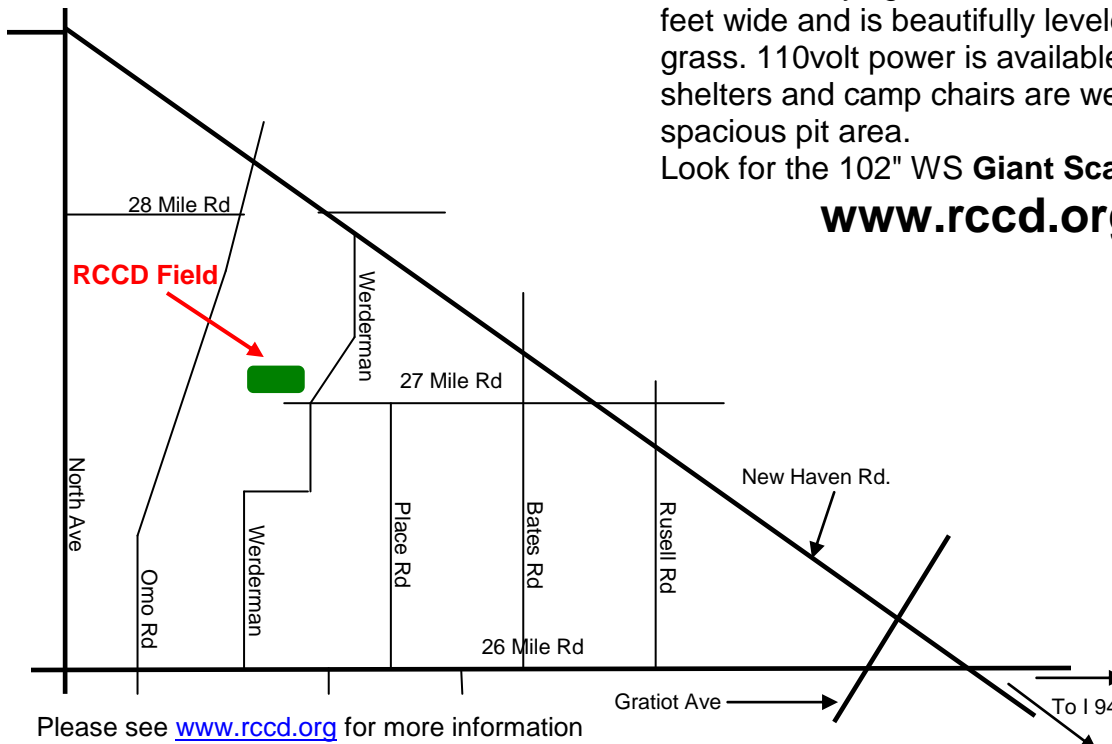 feet wide and is beautifully level
grass. 110volt power is available
shelters and camp chairs are we
spacious pit area.
Look for the 102" WS Giant Sca
www.rccd.org
28 Mile Rd
RCCD Field
Werderman
27 Mile Rd
North Ave
New Haven Rd.
Omo Rd
Werderman
Place Rd
Bates Rd
Rusell Rd
26 Mile Rd
Gratiot Ave
To I 94
Please see www.rccd.org for more information